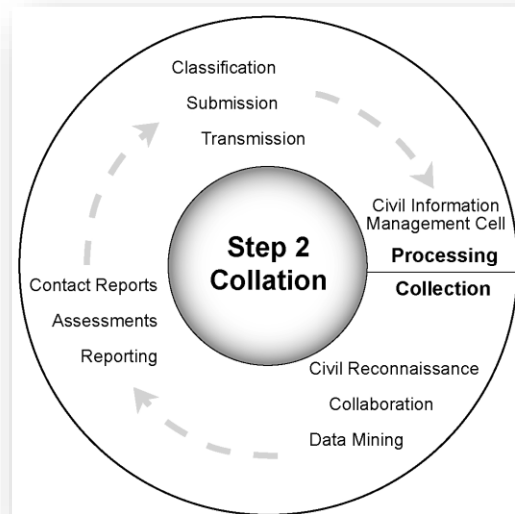 Classification
Submission
Transmission
Civil Information
Management Cell
Processing
Step 2
Collation
Collection
Contact Reports
Assessments
Reporting
Civil Reconnaissance
Collaboration
Data Mining